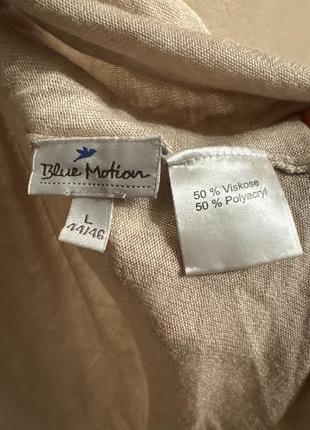 Blue Motion
L
44/46
50 % Viskose
50 % Polyacryl